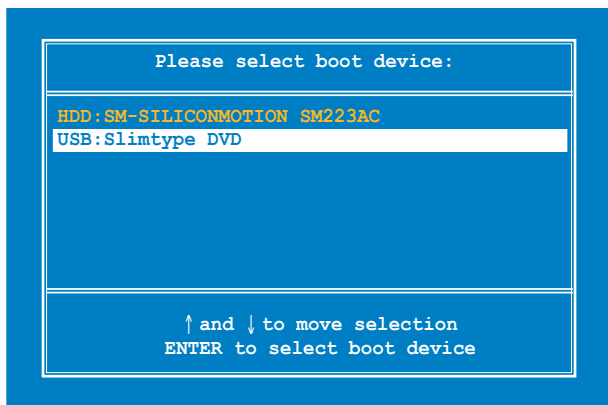 Please select boot device:
HDD:SM-SILICONMOTION SM223AC
USB:Slimtype DVD
↑ and ↓ to move selection
ENTER to select boot device